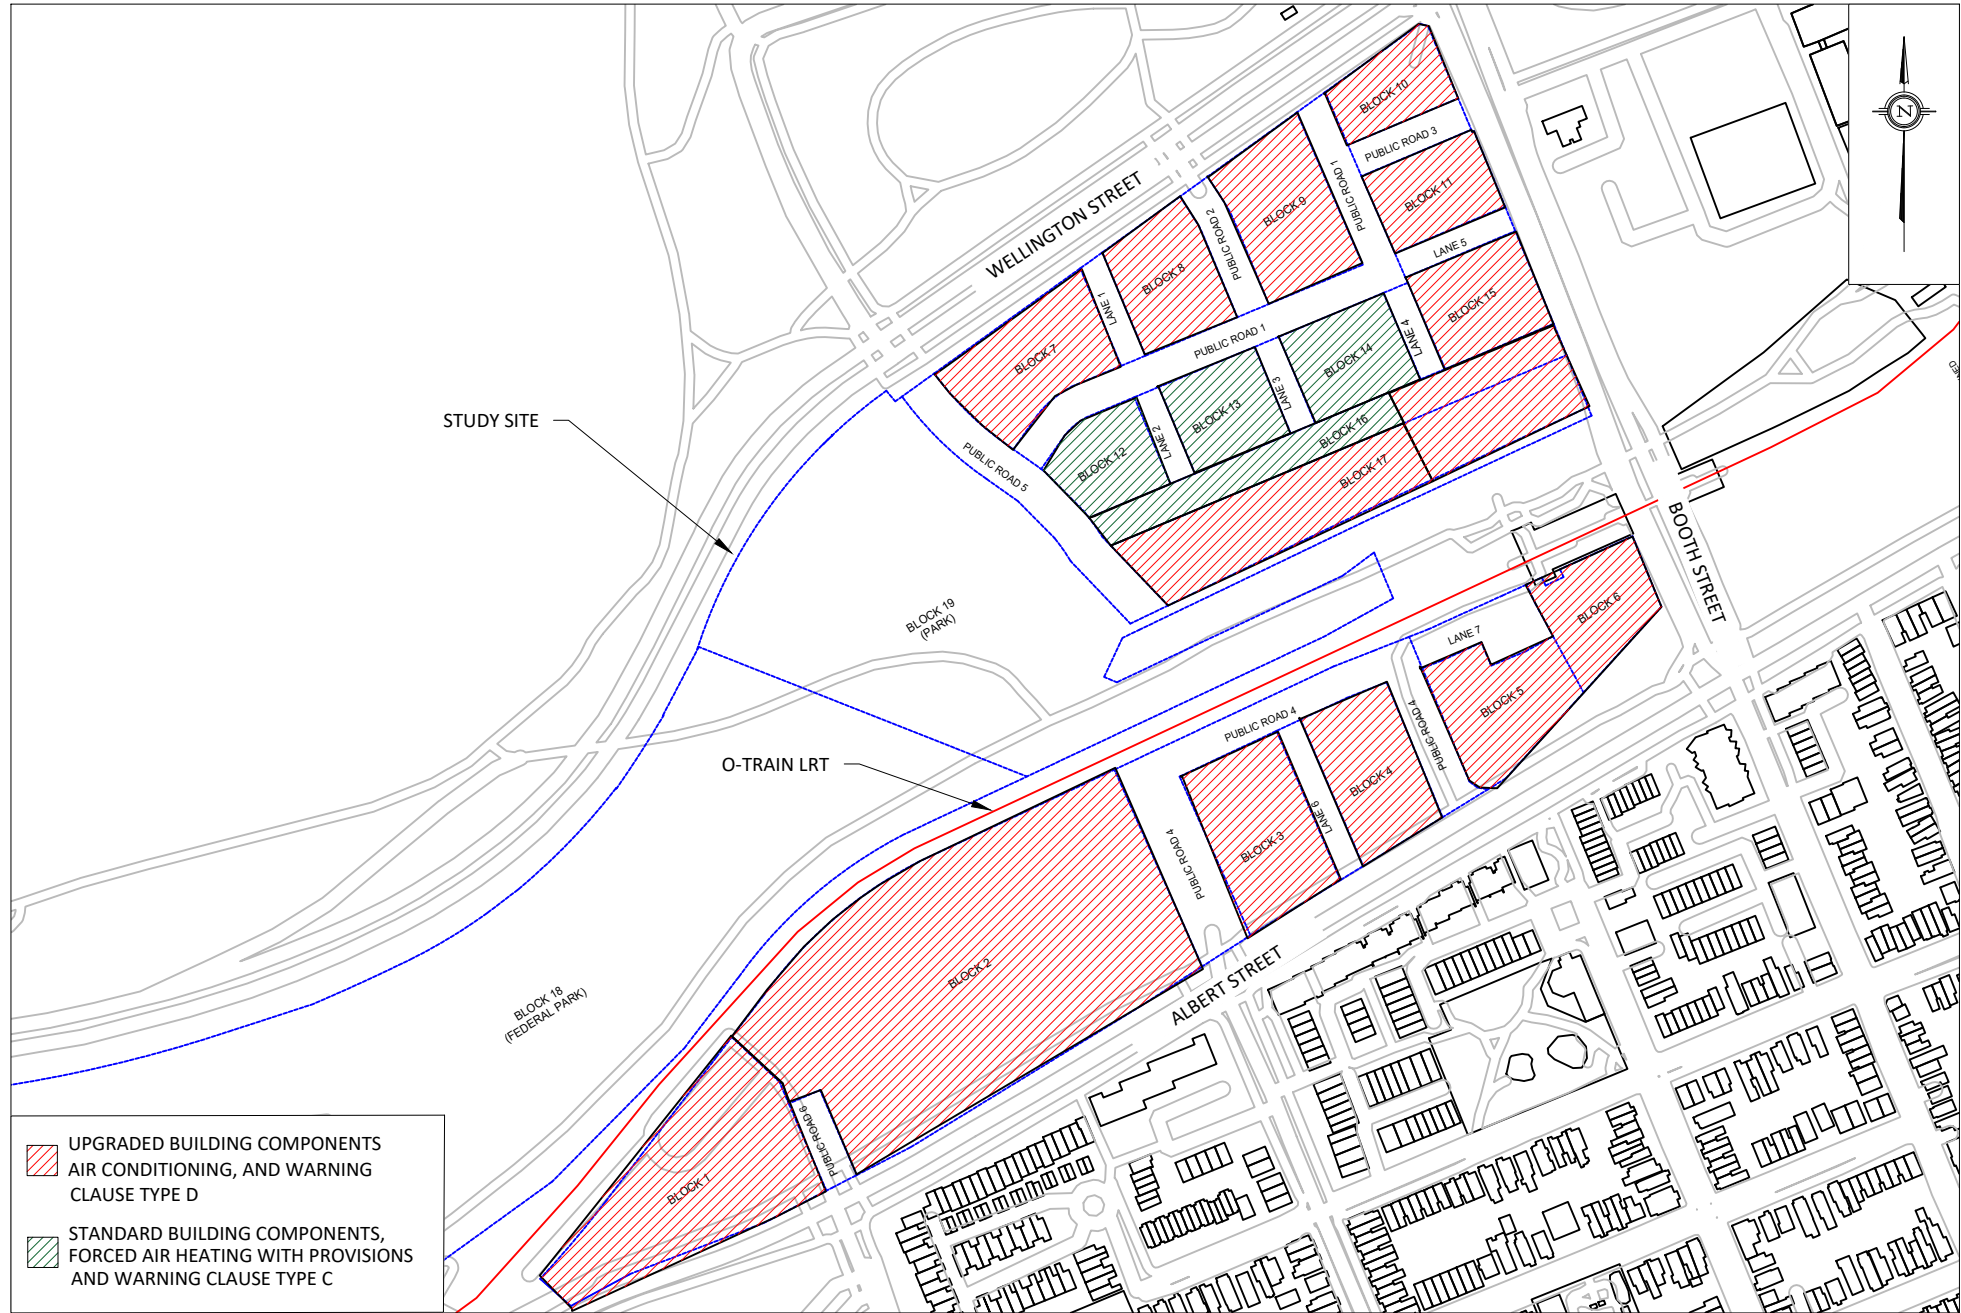 BLOCK 10
PUBLIC ROAD 3
BLOCK 11
PUBLIC ROAD 1
BLOCK 9
WELLINGTON STREET
PUBLIC ROAD 2
LANE 5
BLOCK 8
LANE 1
BLOCK 15
BLOCK 7
PUBLIC ROAD 1
LANE 4
BLOCK 14
LANE 3
BLOCK 13
STUDY SITE
LANE 2
BLOCK 16
BLOCK 12
PUBLIC ROAD 5
BLOCK 17
BOOTH STREET
BLOCK 19
(PARK)
BLOCK 6
LANE 7
BLOCK 5
PUBLIC ROAD 4
PUBLIC ROAD 4
O-TRAIN LRT
BLOCK 4
LANE 6
BLOCK 3
PUBLIC ROAD 4
BLOCK 2
ALBERT STREET
BLOCK 18
(FEDERAL PARK)
PUBLIC ROAD 6
BLOCK 1
N
UPGRADED BUILDING COMPONENTS
AIR CONDITIONING, AND WARNING
CLAUSE TYPE D
STANDARD BUILDING COMPONENTS,
FORCED AIR HEATING WITH PROVISIONS
AND WARNING CLAUSE TYPE C